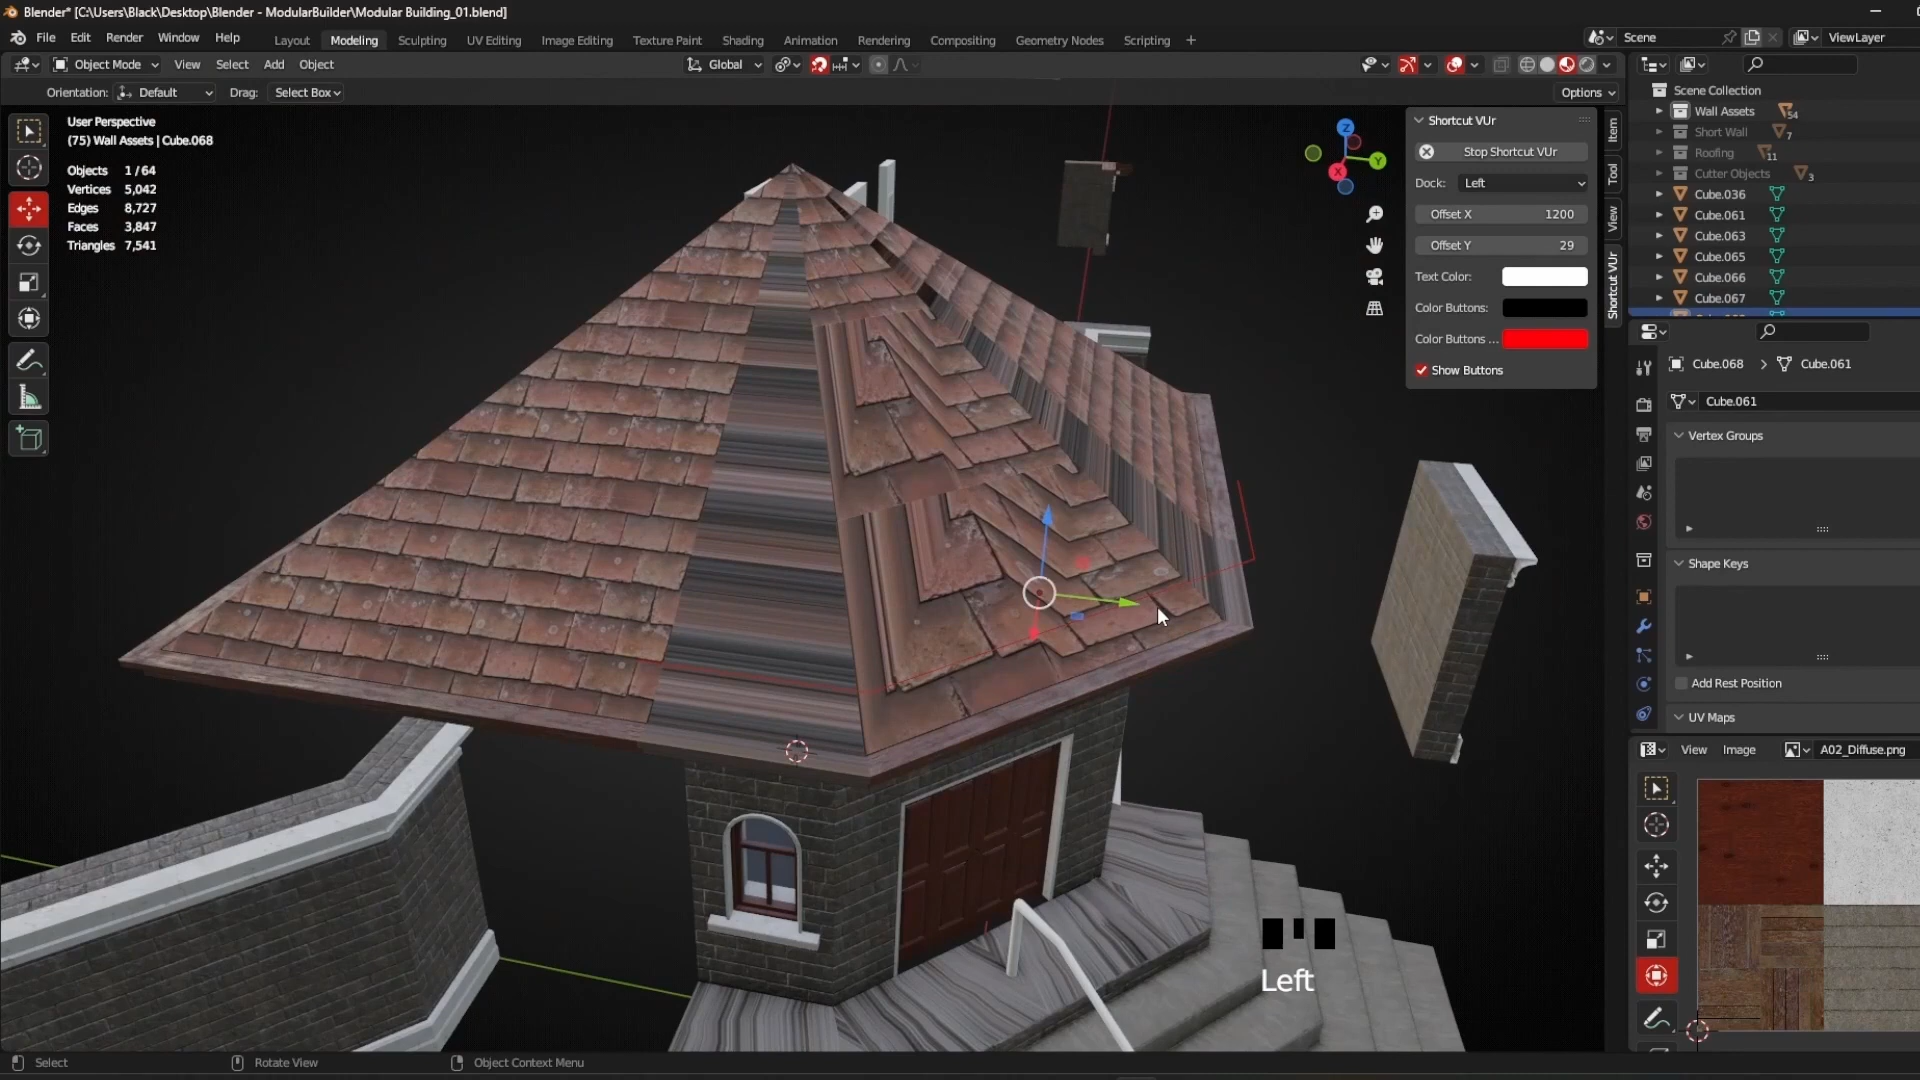 Blender* [C:\Users\Black\Desktop\Blender - ModularBuilder\Modular Building_01.blend]
File Edit Render Window Help
Layout Modeling Sculpting UV Editing Image Editing Texture Paint Shading Animation Rendering Compositing Geometry Nodes Scripting +
Scene
ViewLayer
Object Mode View Select Add Object
Global
Orientation: Default Drag: Select Box
Options
User Perspective
(75) Wall Assets | Cube.068
Objects 1 / 64
Vertices 5,042
Edges 8,727
Faces 3,847
Triangles 7,541
Z
Y
X
Shortcut VUr
Stop Shortcut VUr
Dock: Left
Offset X 1200
Offset Y 29
Text Color:
Color Buttons:
Color Buttons ...
Show Buttons
Item
Tool
View
Shortcut VUr
Scene Collection
Wall Assets 54
Short Wall 7
Roofing 11
Cutter Objects 3
Cube.036
Cube.061
Cube.063
Cube.065
Cube.066
Cube.067
Cube.068 > Cube.061
Cube.061
Vertex Groups
Shape Keys
Add Rest Position
UV Maps
View Image A02_Diffuse.png
Left
Select Rotate View Object Context Menu